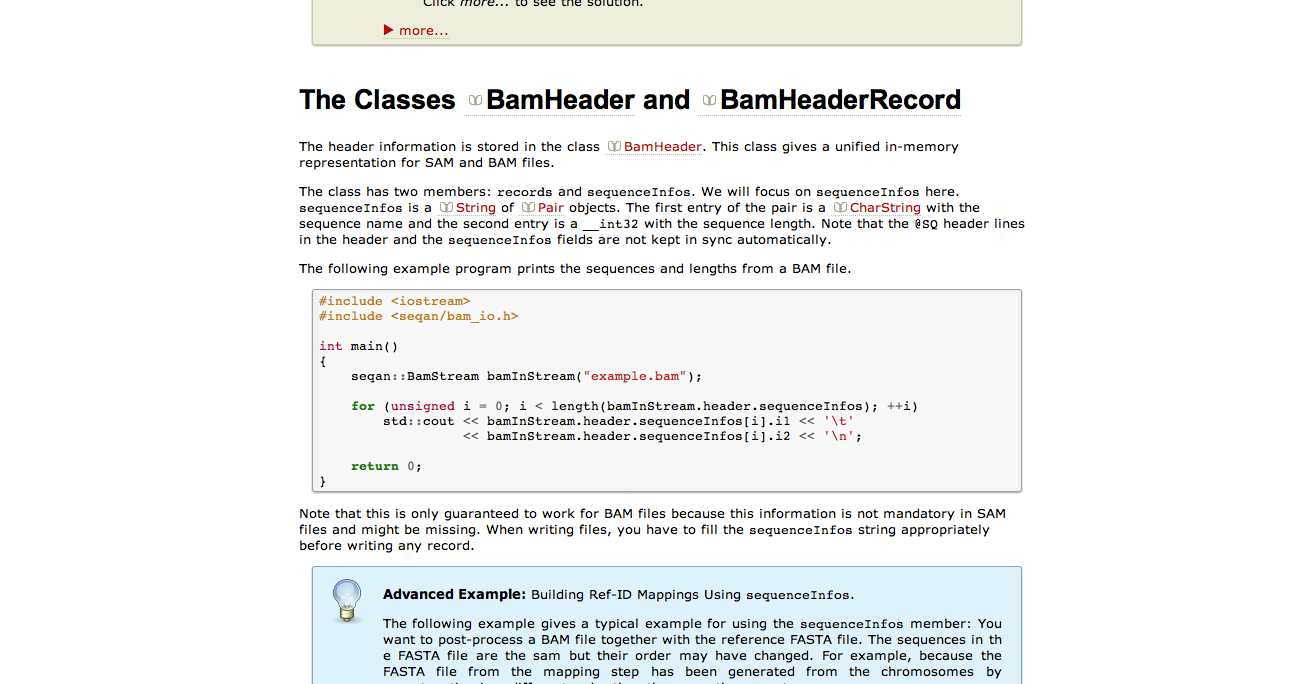 Click more... to see the solution.
▶ more...
The Classes BamHeader and BamHeaderRecord
The header information is stored in the class BamHeader. This class gives a unified in-memory
representation for SAM and BAM files.
The class has two members: records and sequenceInfos. We will focus on sequenceInfos here.
sequenceInfos is a String of Pair objects. The first entry of the pair is a CharString with the
sequence name and the second entry is a __int32 with the sequence length. Note that the @SQ header lines
in the header and the sequenceInfos fields are not kept in sync automatically.
The following example program prints the sequences and lengths from a BAM file.
#include <iostream>
#include <seqan/bam_io.h>
int main()
{
    seqan::BamStream bamInStream("example.bam");
    for (unsigned i = 0; i < length(bamInStream.header.sequenceInfos); ++i)
        std::cout << bamInStream.header.sequenceInfos[i].i1 << '\t'
                  << bamInStream.header.sequenceInfos[i].i2 << '\n';
    return 0;
}
Note that this is only guaranteed to work for BAM files because this information is not mandatory in SAM
files and might be missing. When writing files, you have to fill the sequenceInfos string appropriately
before writing any record.
Advanced Example: Building Ref-ID Mappings Using sequenceInfos.
The following example gives a typical example for using the sequenceInfos member: You
want to post-process a BAM file together with the reference FASTA file. The sequences in th
e FASTA file are the sam but their order may have changed. For example, because the
FASTA file from the mapping step has been generated from the chromosomes by